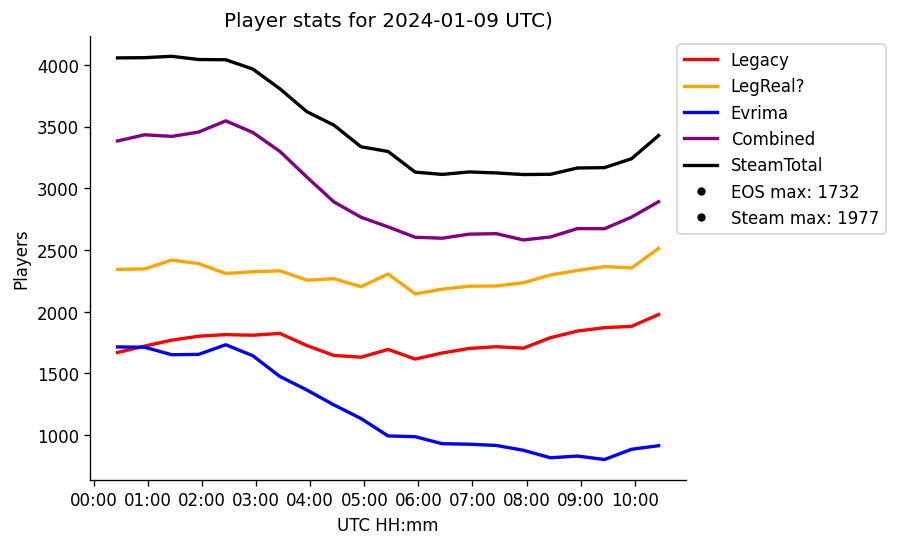 Player stats for 2024-01-09 UTC)
Players
4000
3500
3000
2500
2000
1500
1000
00:00 01:00 02:00 03:00 04:00 05:00 06:00 07:00 08:00 09:00 10:00
UTC HH:mm
Legacy
LegReal?
Evrima
Combined
SteamTotal
EOS max: 1732
Steam max: 1977